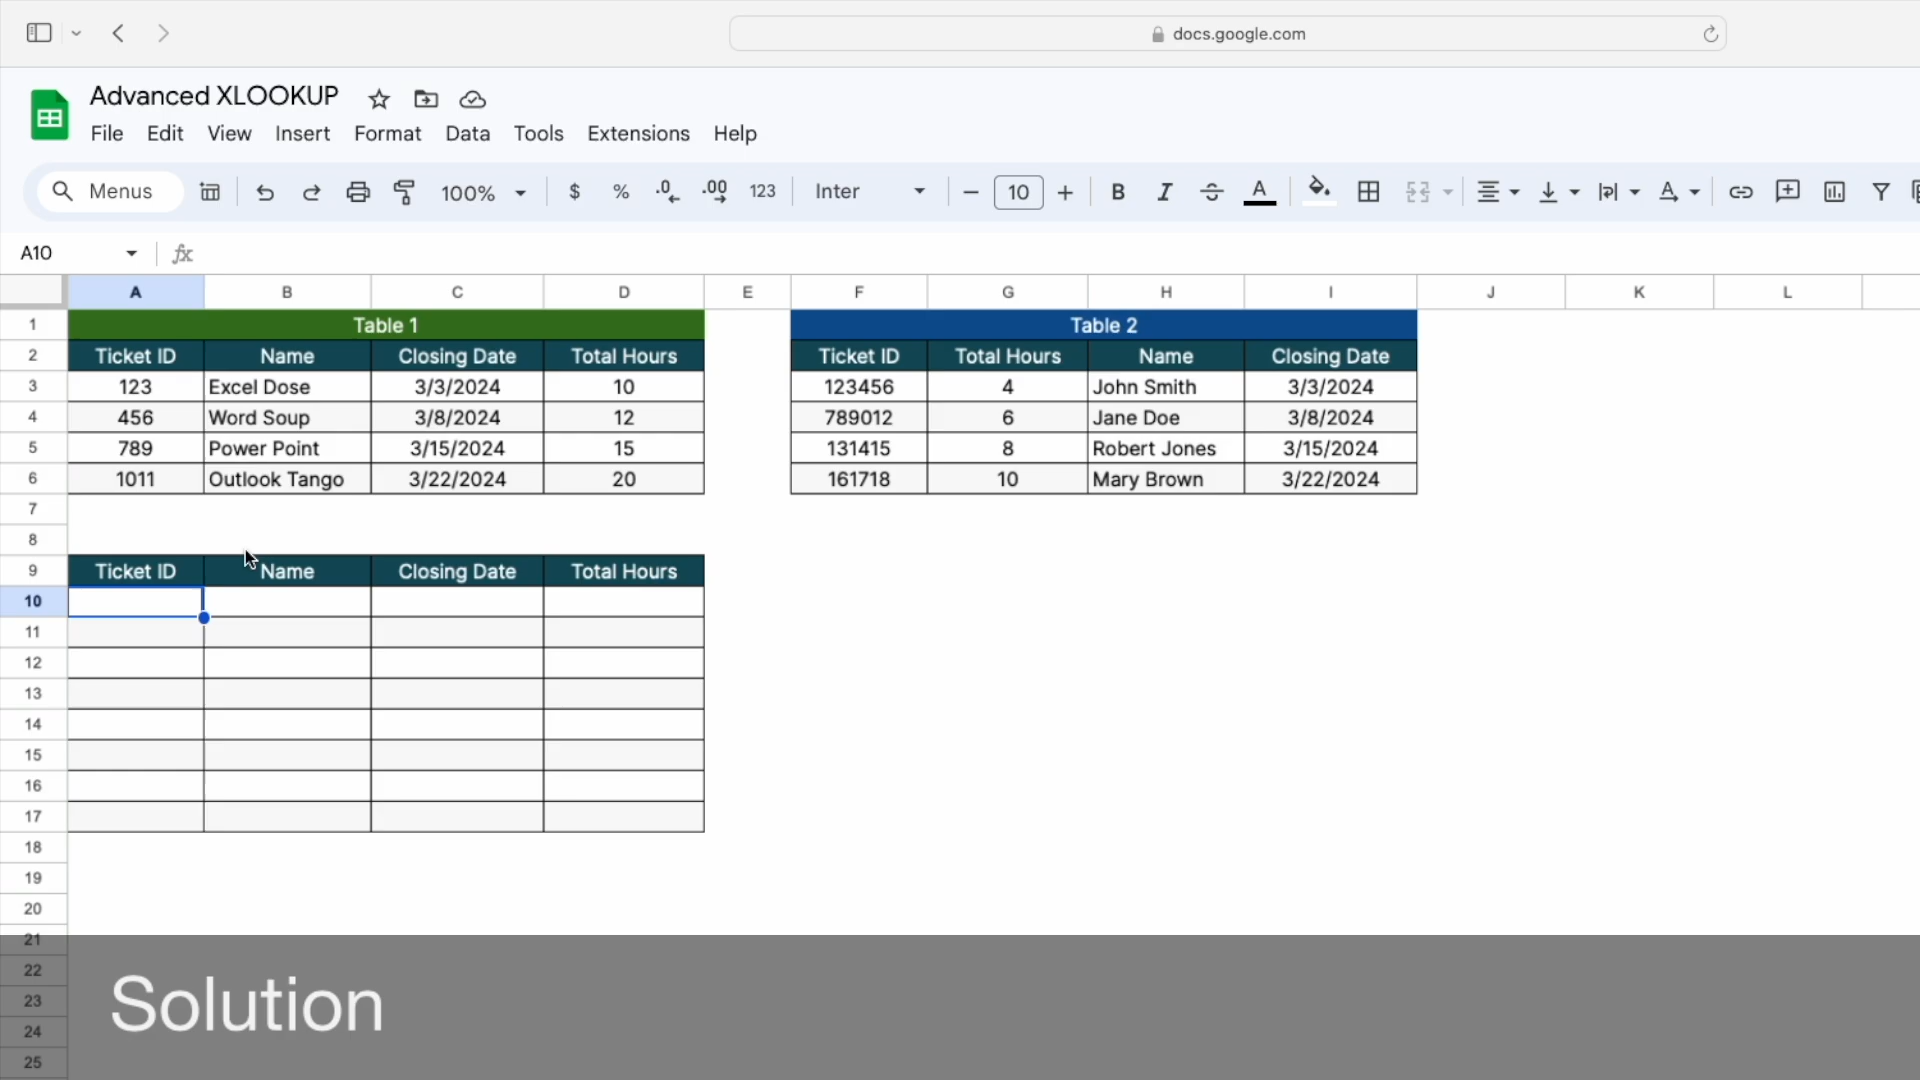 docs.google.com
Advanced XLOOKUP
File Edit View Insert Format Data Tools Extensions Help
Menus 100% $ % .0 .00 123 Inter 10 B I S A
A10 fx
A B C D E F G H I J K L
1 Table 1 Table 2
2 Ticket ID Name Closing Date Total Hours Ticket ID Total Hours Name Closing Date
3 123 Excel Dose 3/3/2024 10 123456 4 John Smith 3/3/2024
4 456 Word Soup 3/8/2024 12 789012 6 Jane Doe 3/8/2024
5 789 Power Point 3/15/2024 15 131415 8 Robert Jones 3/15/2024
6 1011 Outlook Tango 3/22/2024 20 161718 10 Mary Brown 3/22/2024
7
8
9 Ticket ID Name Closing Date Total Hours
10
11
12
13
14
15
16
17
18
19
20
21
22
23
24
25
Solution